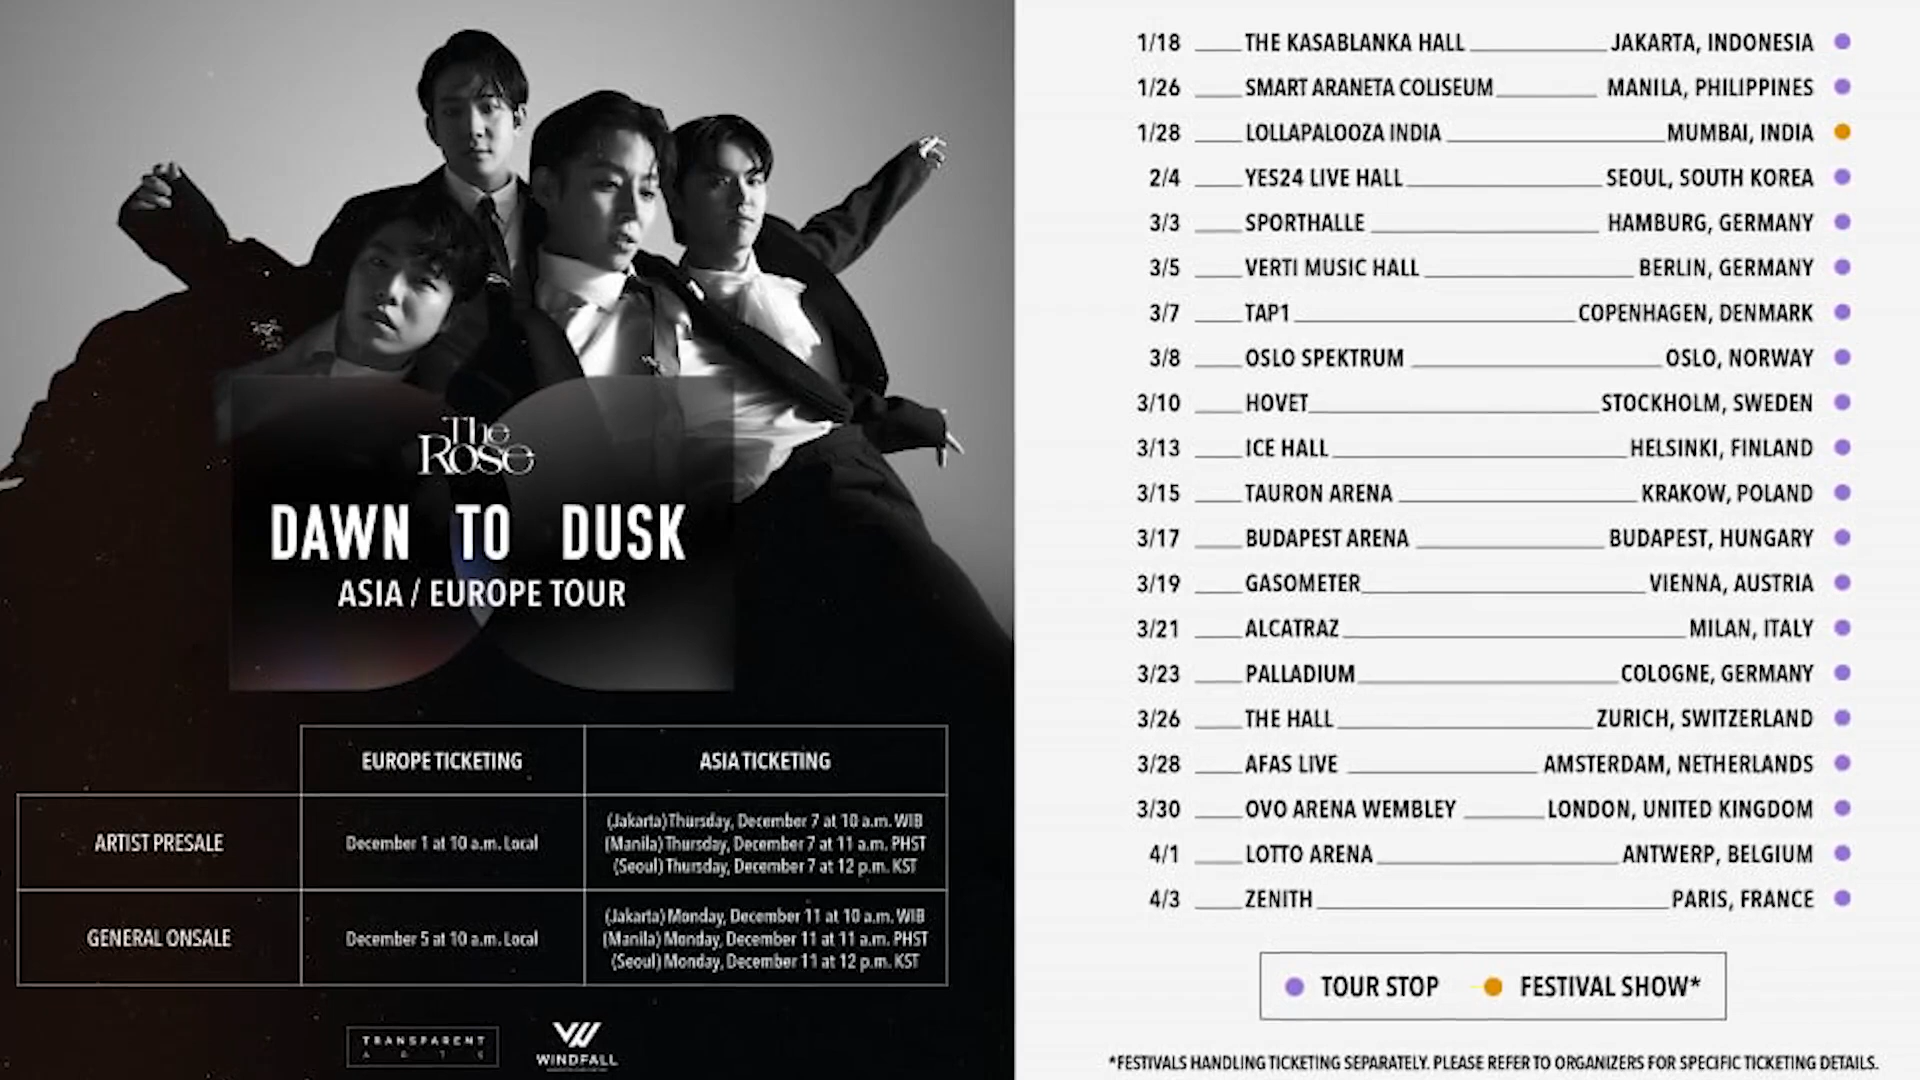 The
Rose
DAWN TO DUSK
ASIA / EUROPE TOUR
EUROPE TICKETING ASIA TICKETING
ARTIST PRESALE
December 1 at 10 a.m. Local
(Jakarta) Thursday, December 7 at 10 a.m. WIB
(Manila) Thursday, December 7 at 11 a.m. PHST
(Seoul) Thursday, December 7 at 12 p.m. KST
GENERAL ONSALE
December 5 at 10 a.m. Local
(Jakarta) Monday, December 11 at 10 a.m. WIB
(Manila) Monday, December 11 at 11 a.m. PHST
(Seoul) Monday, December 11 at 12 p.m. KST
TRANSPARENT
ARTS
WINDFALL
1/18 THE KASABLANKA HALL JAKARTA, INDONESIA
1/26 SMART ARANETA COLISEUM MANILA, PHILIPPINES
1/28 LOLLAPALOOZA INDIA MUMBAI, INDIA
2/4 YES24 LIVE HALL SEOUL, SOUTH KOREA
3/3 SPORTHALLE HAMBURG, GERMANY
3/5 VERTI MUSIC HALL BERLIN, GERMANY
3/7 TAP1 COPENHAGEN, DENMARK
3/8 OSLO SPEKTRUM OSLO, NORWAY
3/10 HOVET STOCKHOLM, SWEDEN
3/13 ICE HALL HELSINKI, FINLAND
3/15 TAURON ARENA KRAKOW, POLAND
3/17 BUDAPEST ARENA BUDAPEST, HUNGARY
3/19 GASOMETER VIENNA, AUSTRIA
3/21 ALCATRAZ MILAN, ITALY
3/23 PALLADIUM COLOGNE, GERMANY
3/26 THE HALL ZURICH, SWITZERLAND
3/28 AFAS LIVE AMSTERDAM, NETHERLANDS
3/30 OVO ARENA WEMBLEY LONDON, UNITED KINGDOM
4/1 LOTTO ARENA ANTWERP, BELGIUM
4/3 ZENITH PARIS, FRANCE
TOUR STOP FESTIVAL SHOW*
*FESTIVALS HANDLING TICKETING SEPARATELY. PLEASE REFER TO ORGANIZERS FOR SPECIFIC TICKETING DETAILS.